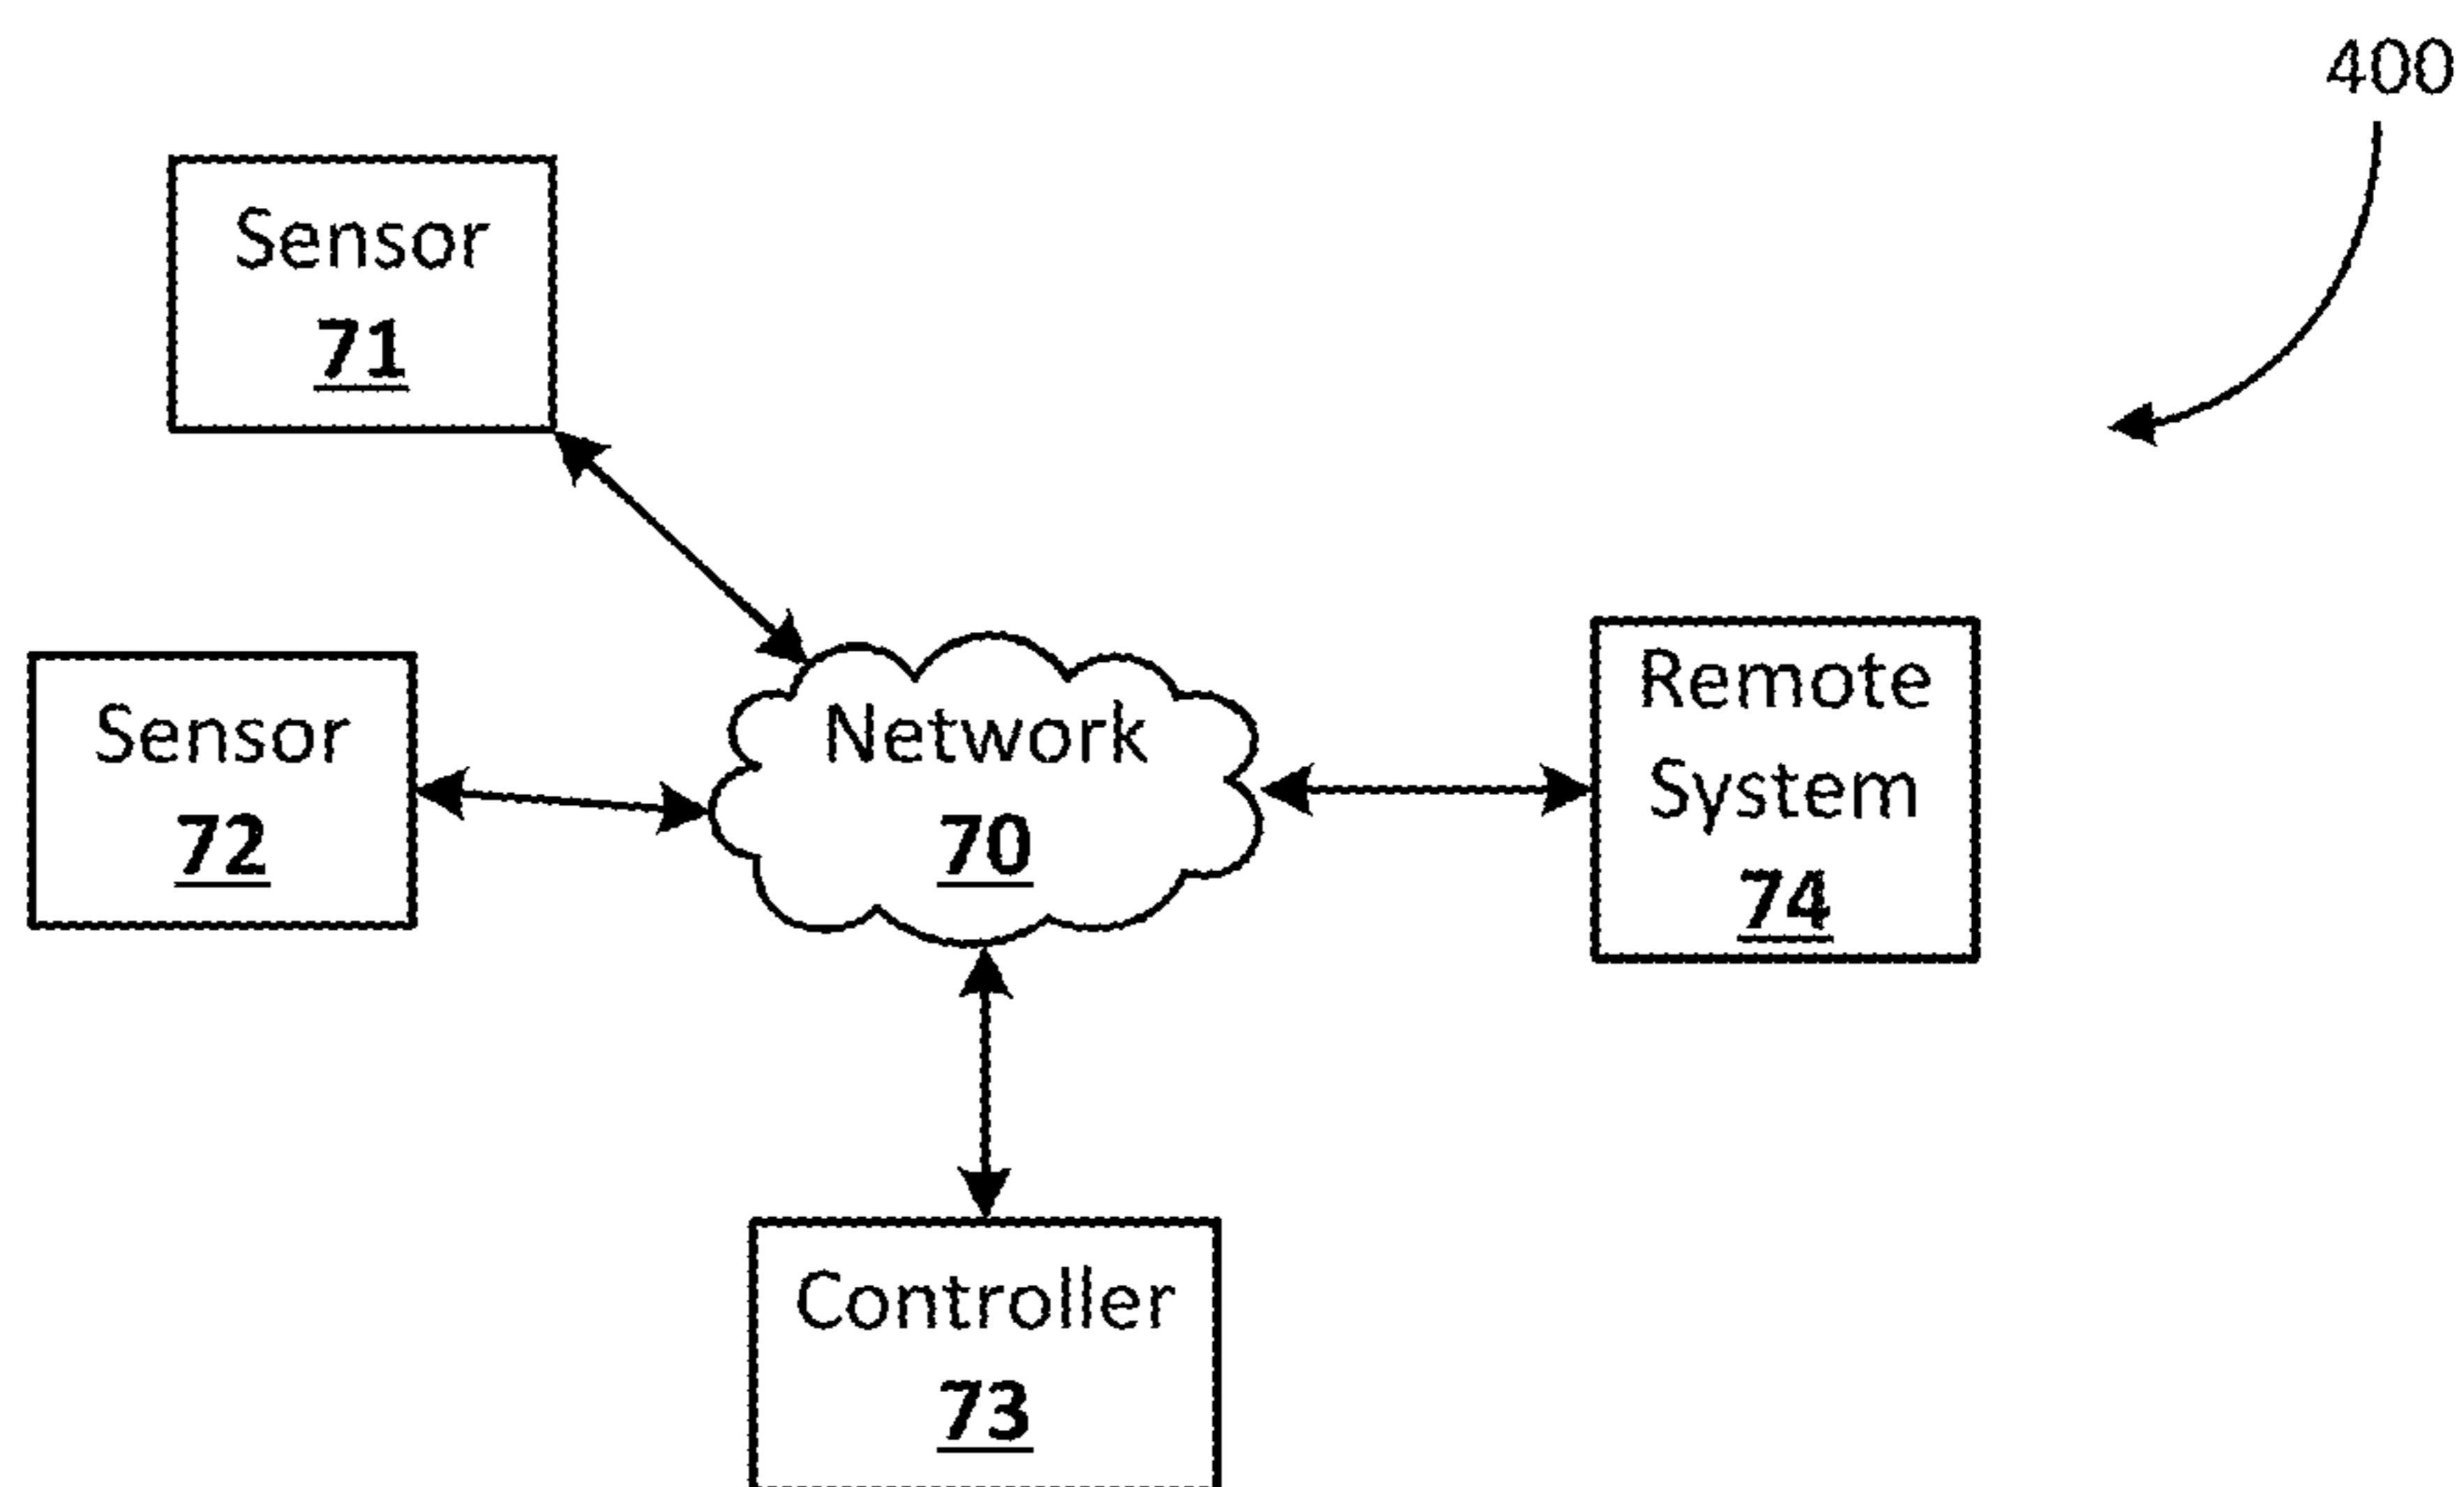 400
Sensor
71
Sensor
72
Network
70
Remote
System
74
Controller
73